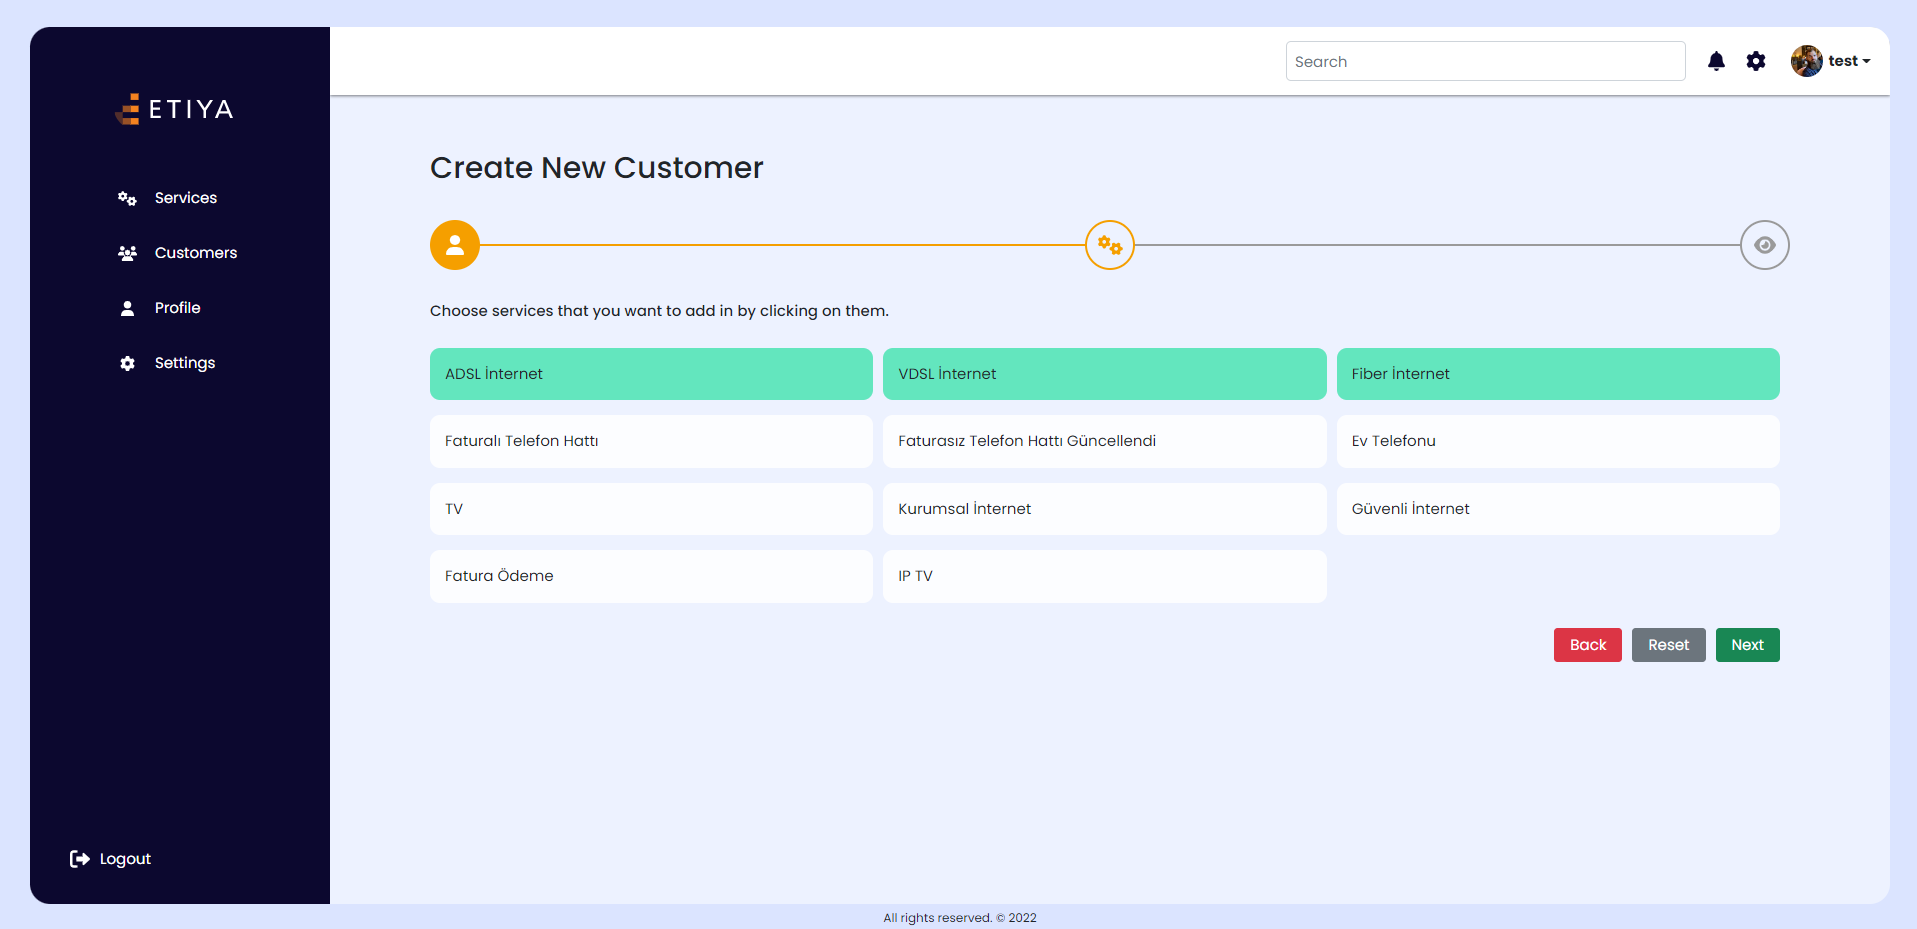 ETIYA
Services
Customers
Profile
Settings
Logout
Search
test
Create New Customer
Choose services that you want to add in by clicking on them.
ADSL İnternet
VDSL İnternet
Fiber İnternet
Faturalı Telefon Hattı
Faturasız Telefon Hattı Güncellendi
Ev Telefonu
TV
Kurumsal İnternet
Güvenli İnternet
Fatura Ödeme
IP TV
Back
Reset
Next
All rights reserved. © 2022